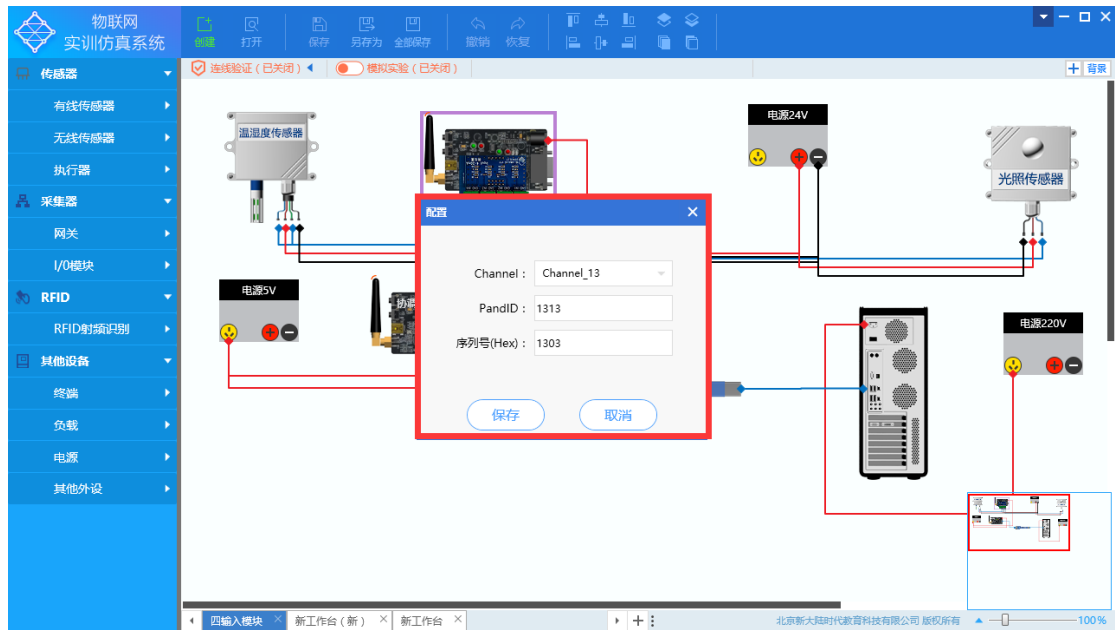 物联网
实训仿真系统
创建
打开
保存
另存为
全部保存
撤销
恢复
连线验证（已关闭）
模拟实验（已关闭）
背景
传感器
有线传感器
无线传感器
执行器
采集器
网关
I/O模块
RFID
RFID射频识别
其他设备
终端
负载
电源
其他外设
温湿度传感器
电源24V
光照传感器
电源5V
电源220V
配置
Channel：
Channel_13
PandID：
1313
序列号(Hex)：
1303
保存
取消
四输入模块
新工作台（新）
新工作台
北京新大陆时代教育科技有限公司 版权所有
100%